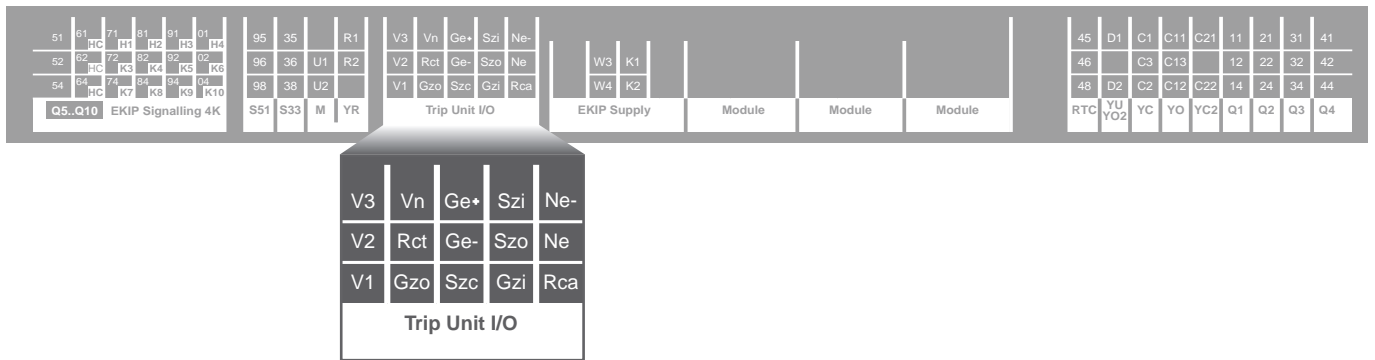 51 61 HC 71 H1 81 H2 91 H3 01 H4 95 35 R1 V3 Vn Ge+ Szi Ne- 45 D1 C1 C11 C21 11 21 31 41
52 62 HC 72 K3 82 K4 92 K5 02 K6 96 36 U1 R2 V2 Rct Ge- Szo Ne W3 K1 46 C3 C13 12 22 32 42
54 64 HC 74 K7 84 K8 94 K9 04 K10 98 38 U2 V1 Gzo Szc Gzi Rca W4 K2 48 D2 C2 C12 C22 14 24 34 44
Q5..Q10 EKIP Signalling 4K S51 S33 M YR Trip Unit I/O EKIP Supply Module Module Module RTC YU YO2 YC YO YC2 Q1 Q2 Q3 Q4
V3 Vn Ge+ Szi Ne-
V2 Rct Ge- Szo Ne
V1 Gzo Szc Gzi Rca
Trip Unit I/O